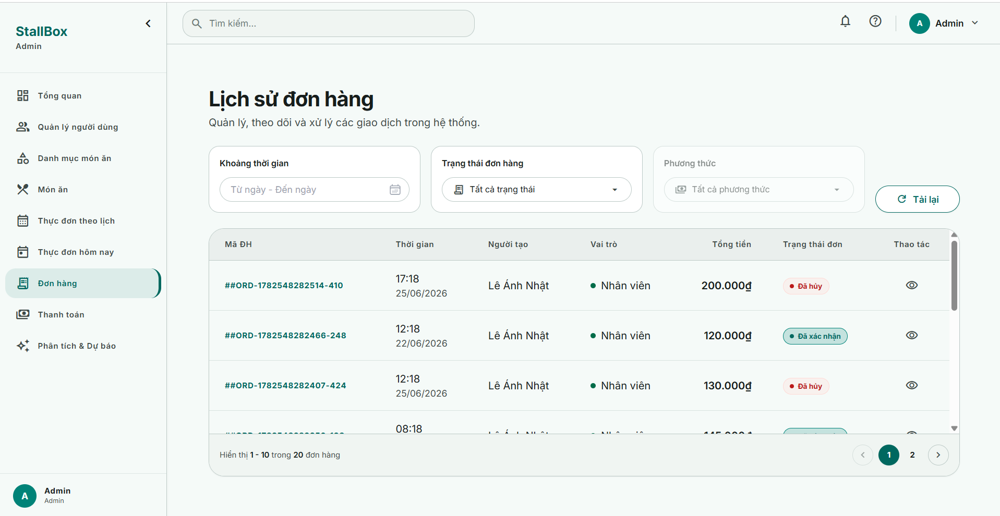 StallBox
Admin
Tìm kiếm...
A
Admin
Tổng quan
Quản lý người dùng
Danh mục món ăn
Món ăn
Thực đơn theo lịch
Thực đơn hôm nay
Đơn hàng
Thanh toán
Phân tích & Dự báo
A
Admin
Admin
Lịch sử đơn hàng
Quản lý, theo dõi và xử lý các giao dịch trong hệ thống.
Khoảng thời gian
Từ ngày - Đến ngày
Trạng thái đơn hàng
Tất cả trạng thái
Phương thức
Tất cả phương thức
Tải lại
Mã ĐH Thời gian Người tạo Vai trò Tổng tiền Trạng thái đơn Thao tác
##ORD-1782548282514-410 17:18 25/06/2026 Lê Ánh Nhật Nhân viên 200.000₫ Đã hủy
##ORD-1782548282466-248 12:18 22/06/2026 Lê Ánh Nhật Nhân viên 120.000₫ Đã xác nhận
##ORD-1782548282407-424 12:18 25/06/2026 Lê Ánh Nhật Nhân viên 130.000₫ Đã hủy
08:18
Hiển thị 1 - 10 trong 20 đơn hàng
1 2